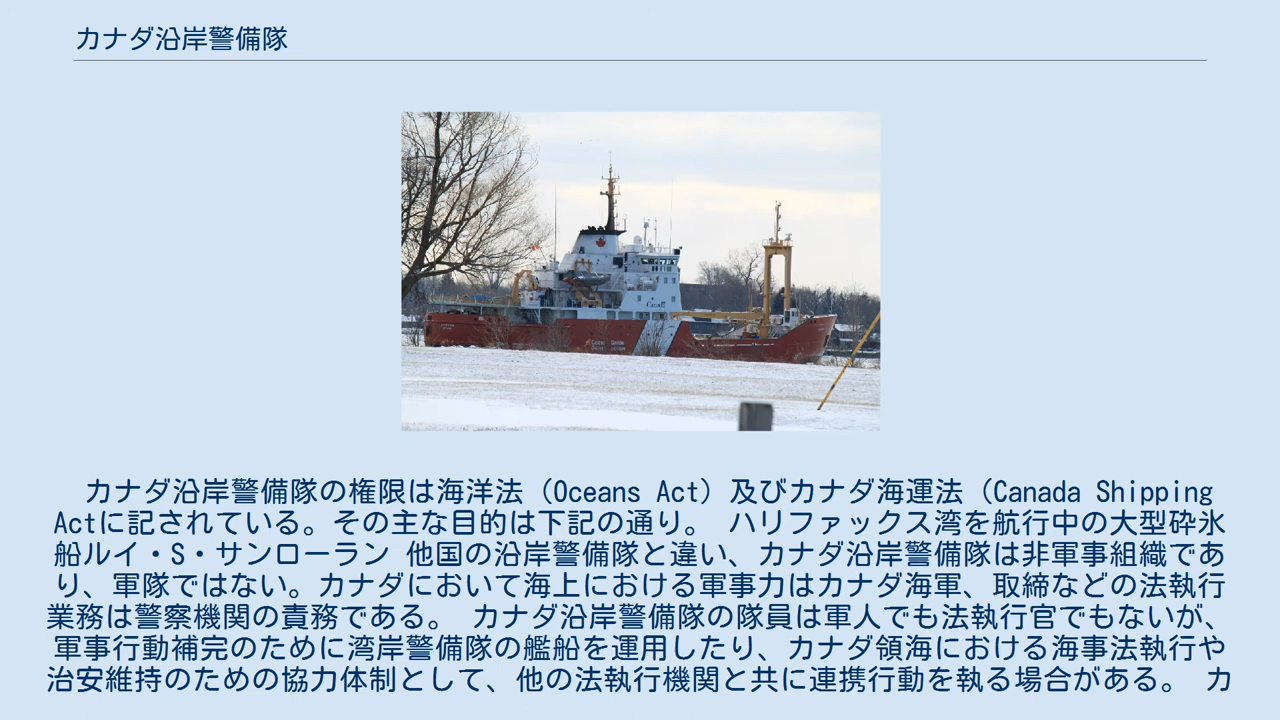 カナダ沿岸警備隊
Canada
カナダ沿岸警備隊の権限は海洋法（Oceans Act）及びカナダ海運法（Canada Shipping
Actに記されている。その主な目的は下記の通り。 ハリファックス湾を航行中の大型砕氷
船ルイ・S・サンローラン 他国の沿岸警備隊と違い、カナダ沿岸警備隊は非軍事組織であ
り、軍隊ではない。カナダにおいて海上における軍事力はカナダ海軍、取締などの法執行
業務は警察機関の責務である。 カナダ沿岸警備隊の隊員は軍人でも法執行官でもないが、
軍事行動補完のために湾岸警備隊の艦船を運用したり、カナダ領海における海事法執行や
治安維持のための協力体制として、他の法執行機関と共に連携行動を執る場合がある。 カ